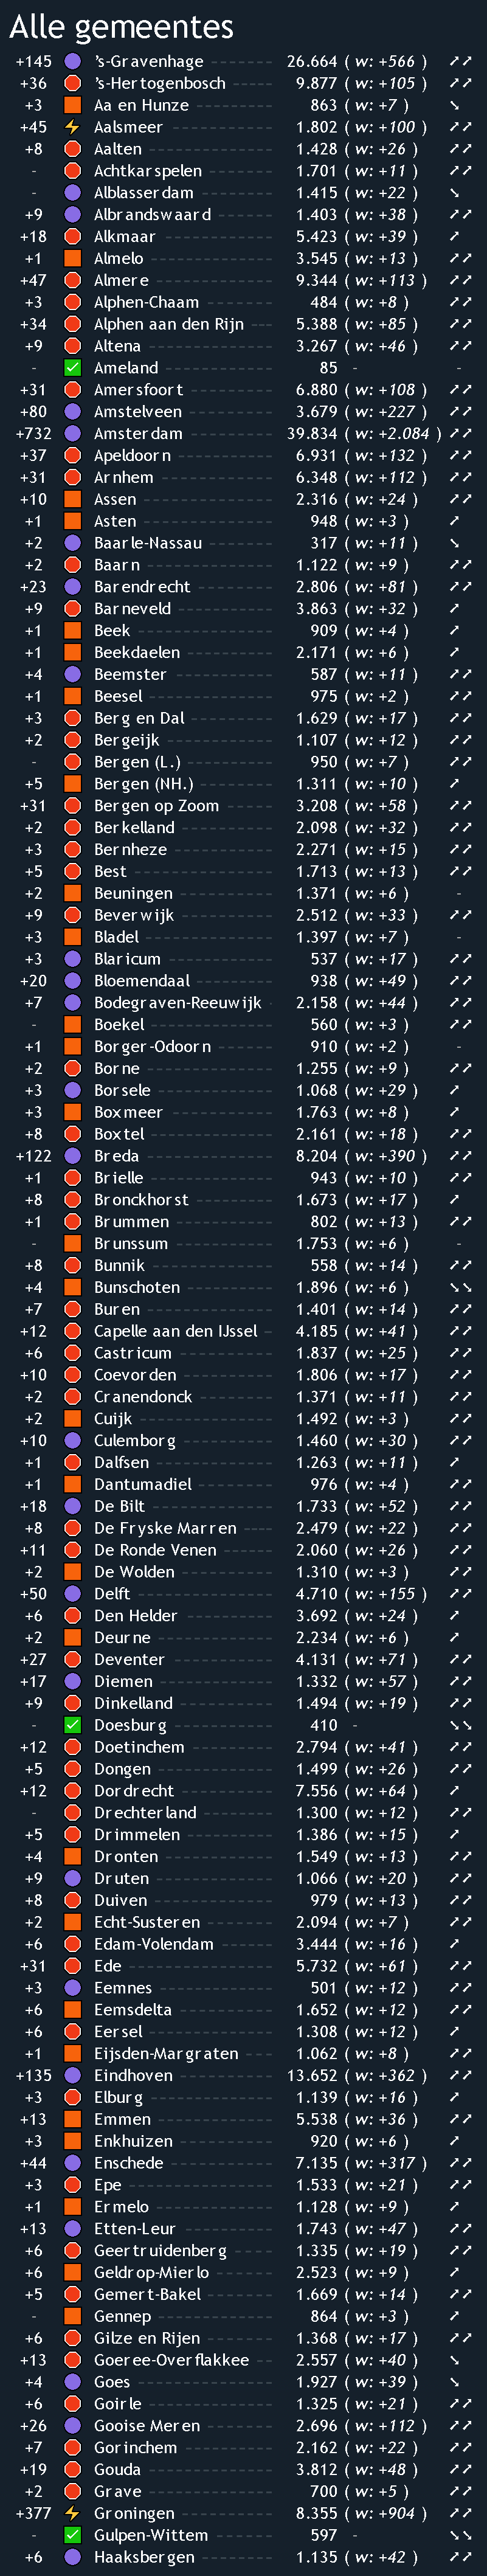 Alle gemeentes
+145 's-Gravenhage 26.664 ( w: +566 )
+36 's-Hertogenbosch 9.877 ( w: +105 )
+3 Aa en Hunze 863 ( w: +7 )
+45 Aalsmeer 1.802 ( w: +100 )
+8 Aalten 1.428 ( w: +26 )
- Achtkarspelen 1.701 ( w: +11 )
- Alblasserdam 1.415 ( w: +22 )
+9 Albrandswaard 1.403 ( w: +38 )
+18 Alkmaar 5.423 ( w: +39 )
+1 Almelo 3.545 ( w: +13 )
+47 Almere 9.344 ( w: +113 )
+3 Alphen-Chaam 484 ( w: +8 )
+34 Alphen aan den Rijn 5.388 ( w: +85 )
+9 Altena 3.267 ( w: +46 )
- Ameland 85 - -
+31 Amersfoort 6.880 ( w: +108 )
+80 Amstelveen 3.679 ( w: +227 )
+732 Amsterdam 39.834 ( w: +2.084 )
+37 Apeldoorn 6.931 ( w: +132 )
+31 Arnhem 6.348 ( w: +112 )
+10 Assen 2.316 ( w: +24 )
+1 Asten 948 ( w: +3 )
+2 Baarle-Nassau 317 ( w: +11 )
+2 Baarn 1.122 ( w: +9 )
+23 Barendrecht 2.806 ( w: +81 )
+9 Barneveld 3.863 ( w: +32 )
+1 Beek 909 ( w: +4 )
+1 Beekdaelen 2.171 ( w: +6 )
+4 Beemster 587 ( w: +11 )
+1 Beesel 975 ( w: +2 )
+3 Berg en Dal 1.629 ( w: +17 )
+2 Bergeijk 1.107 ( w: +12 )
- Bergen (L.) 950 ( w: +7 )
+5 Bergen (NH.) 1.311 ( w: +10 )
+31 Bergen op Zoom 3.208 ( w: +58 )
+2 Berkelland 2.098 ( w: +32 )
+3 Bernheze 2.271 ( w: +15 )
+5 Best 1.713 ( w: +13 )
+2 Beuningen 1.371 ( w: +6 ) -
+9 Beverwijk 2.512 ( w: +33 )
+3 Bladel 1.397 ( w: +7 ) -
+3 Blaricum 537 ( w: +17 )
+20 Bloemendaal 938 ( w: +49 )
+7 Bodegraven-Reeuwijk 2.158 ( w: +44 )
- Boekel 560 ( w: +3 )
+1 Borger-Odoorn 910 ( w: +2 ) -
+2 Borne 1.255 ( w: +9 )
+3 Borsele 1.068 ( w: +29 )
+3 Boxmeer 1.763 ( w: +8 )
+8 Boxtel 2.161 ( w: +18 )
+122 Breda 8.204 ( w: +390 )
+1 Brielle 943 ( w: +10 )
+8 Bronckhorst 1.673 ( w: +17 )
+1 Brummen 802 ( w: +13 )
- Brunssum 1.753 ( w: +6 ) -
+8 Bunnik 558 ( w: +14 )
+4 Bunschoten 1.896 ( w: +6 )
+7 Buren 1.401 ( w: +14 )
+12 Capelle aan den IJssel 4.185 ( w: +41 )
+6 Castricum 1.837 ( w: +25 )
+10 Coevorden 1.806 ( w: +17 )
+2 Cranendonck 1.371 ( w: +11 )
+2 Cuijk 1.492 ( w: +3 )
+10 Culemborg 1.460 ( w: +30 )
+1 Dalfsen 1.263 ( w: +11 )
+1 Dantumadiel 976 ( w: +4 )
+18 De Bilt 1.733 ( w: +52 )
+8 De Fryske Marren 2.479 ( w: +22 )
+11 De Ronde Venen 2.060 ( w: +26 )
+2 De Wolden 1.310 ( w: +3 )
+50 Delft 4.710 ( w: +155 )
+6 Den Helder 3.692 ( w: +24 )
+2 Deurne 2.234 ( w: +6 )
+27 Deventer 4.131 ( w: +71 )
+17 Diemen 1.332 ( w: +57 )
+9 Dinkelland 1.494 ( w: +19 )
- Doesburg 410 -
+12 Doetinchem 2.794 ( w: +41 )
+5 Dongen 1.499 ( w: +26 )
+12 Dordrecht 7.556 ( w: +64 )
- Drechterland 1.300 ( w: +12 )
+5 Drimmelen 1.386 ( w: +15 )
+4 Dronten 1.549 ( w: +13 )
+9 Druten 1.066 ( w: +20 )
+8 Duiven 979 ( w: +13 )
+2 Echt-Susteren 2.094 ( w: +7 )
+6 Edam-Volendam 3.444 ( w: +16 )
+31 Ede 5.732 ( w: +61 )
+3 Eemnes 501 ( w: +12 )
+6 Eemsdelta 1.652 ( w: +12 )
+6 Eersel 1.308 ( w: +12 )
+1 Eijsden-Margraten 1.062 ( w: +8 )
+135 Eindhoven 13.652 ( w: +362 )
+3 Elburg 1.139 ( w: +16 )
+13 Emmen 5.538 ( w: +36 )
+3 Enkhuizen 920 ( w: +6 )
+44 Enschede 7.135 ( w: +317 )
+3 Epe 1.533 ( w: +21 )
+1 Ermelo 1.128 ( w: +9 )
+13 Etten-Leur 1.743 ( w: +47 )
+6 Geertruidenberg 1.335 ( w: +19 )
+6 Geldrop-Mierlo 2.523 ( w: +9 )
+5 Gemert-Bakel 1.669 ( w: +14 )
- Gennep 864 ( w: +3 )
+6 Gilze en Rijen 1.368 ( w: +17 )
+13 Goeree-Overflakkee 2.557 ( w: +40 )
+4 Goes 1.927 ( w: +39 )
+6 Goirle 1.325 ( w: +21 )
+26 Gooise Meren 2.696 ( w: +112 )
+7 Gorinchem 2.162 ( w: +22 )
+19 Gouda 3.812 ( w: +48 )
+2 Grave 700 ( w: +5 )
+377 Groningen 8.355 ( w: +904 )
- Gulpen-Wittem 597 -
+6 Haaksbergen 1.135 ( w: +42 )